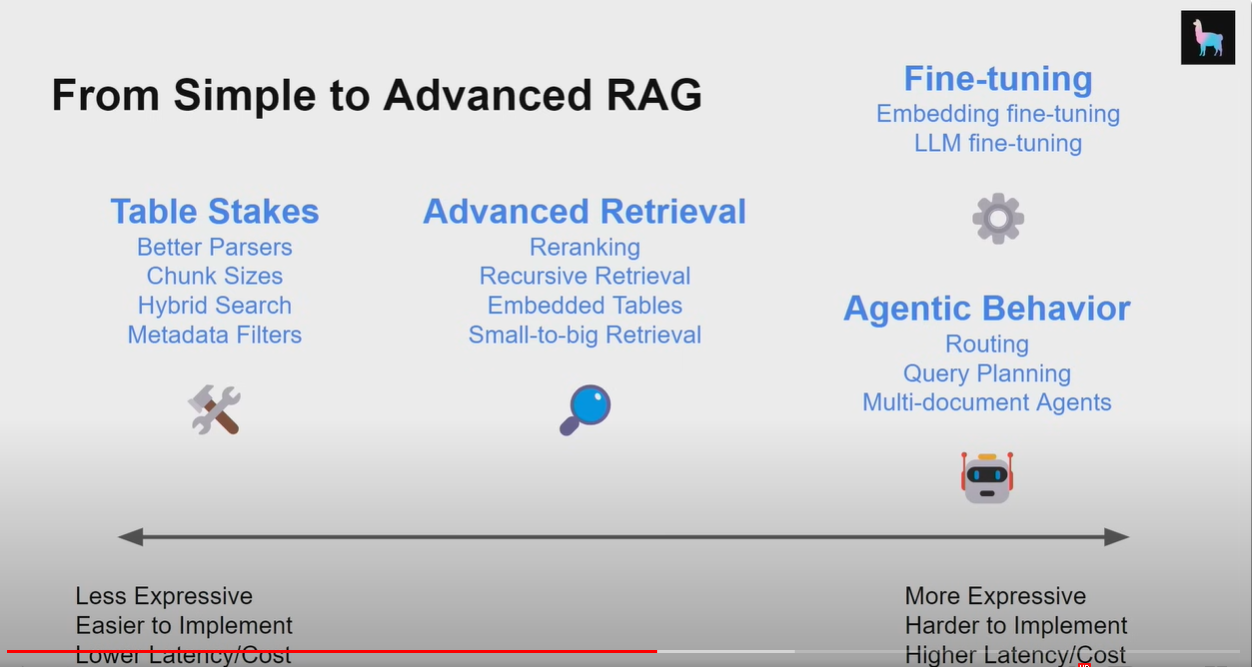 From Simple to Advanced RAG
Table Stakes
Better Parsers
Chunk Sizes
Hybrid Search
Metadata Filters
Advanced Retrieval
Reranking
Recursive Retrieval
Embedded Tables
Small-to-big Retrieval
Fine-tuning
Embedding fine-tuning
LLM fine-tuning
Agentic Behavior
Routing
Query Planning
Multi-document Agents
Less Expressive
Easier to Implement
Lower Latency/Cost
More Expressive
Harder to Implement
Higher Latency/Cost